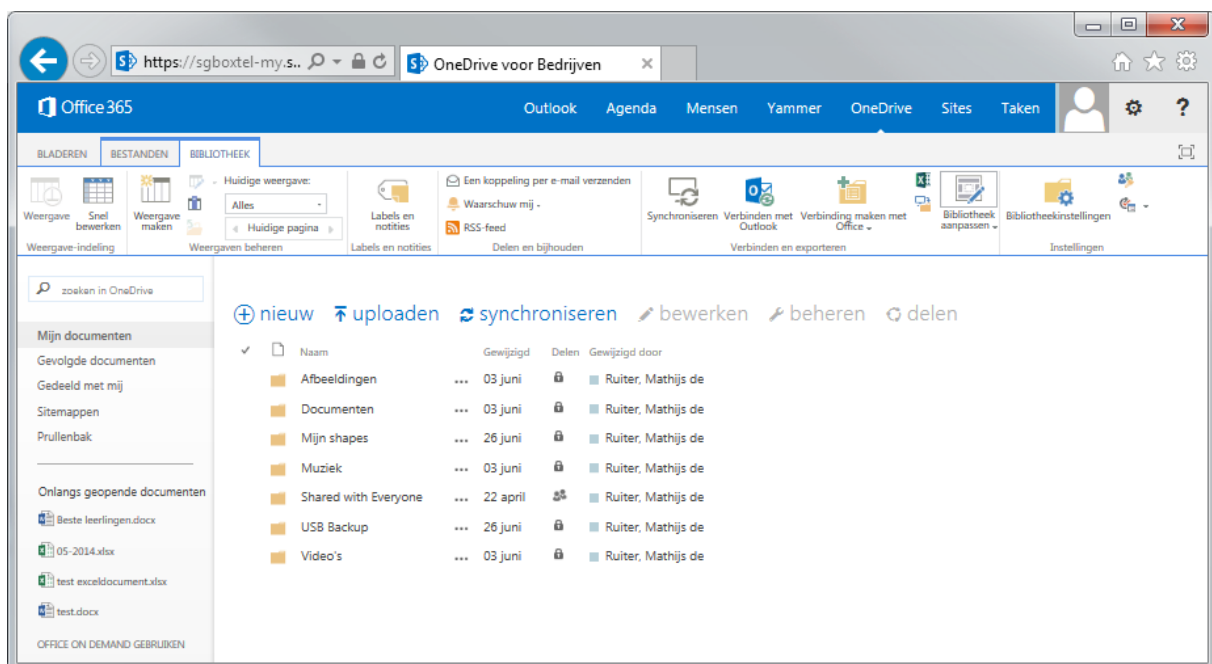 https://sgboxtel-my.s..
OneDrive voor Bedrijven
Office 365
Outlook Agenda Mensen Yammer OneDrive Sites Taken ?
BLADEREN BESTANDEN BIBLIOTHEEK
Weergave
Snel bewerken
Weergave-indeling
Weergave maken
Huidige weergave:
Alles
Huidige pagina
Weergaven beheren
Labels en notities
Labels en notities
Een koppeling per e-mail verzenden
Waarschuw mij
RSS-feed
Delen en bijhouden
Synchroniseren
Verbinden met Outlook
Verbinding maken met Office
Verbinden en exporteren
Bibliotheek aanpassen
Bibliotheekinstellingen
Instellingen
zoeken in OneDrive
Mijn documenten
Gevolgde documenten
Gedeeld met mij
Sitemappen
Prullenbak
Onlangs geopende documenten
Beste leerlingen.docx
05-2014.xlsx
test exceldocument.xlsx
test.docx
OFFICE ON DEMAND GEBRUIKEN
nieuw uploaden synchroniseren bewerken beheren delen
Naam Gewijzigd Delen Gewijzigd door
Afbeeldingen ... 03 juni Ruiter, Mathijs de
Documenten ... 03 juni Ruiter, Mathijs de
Mijn shapes ... 26 juni Ruiter, Mathijs de
Muziek ... 03 juni Ruiter, Mathijs de
Shared with Everyone ... 22 april Ruiter, Mathijs de
USB Backup ... 26 juni Ruiter, Mathijs de
Video's ... 03 juni Ruiter, Mathijs de